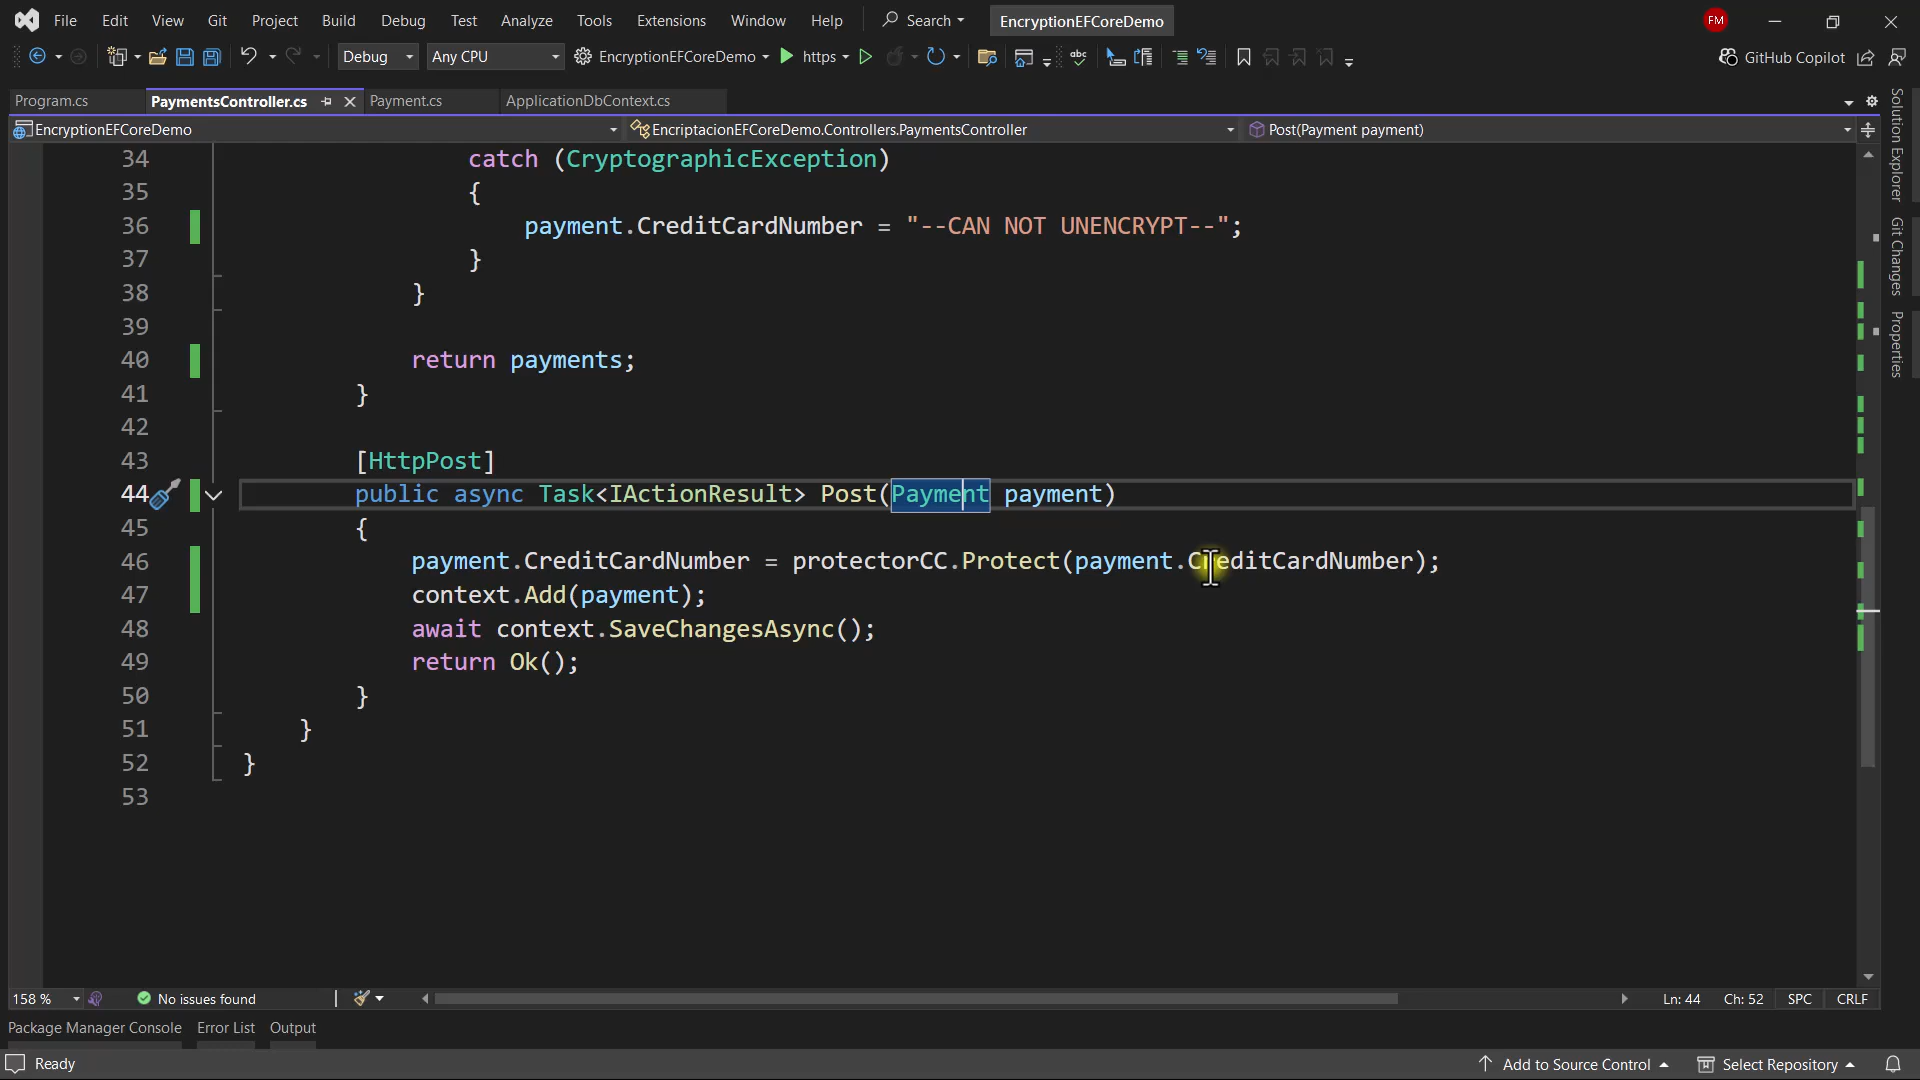 File Edit View Git Project Build Debug Test Analyze Tools Extensions Window Help Search EncryptionEFCoreDemo FM
Debug Any CPU EncryptionEFCoreDemo https abc GitHub Copilot
Program.cs PaymentsController.cs Payment.cs ApplicationDbContext.cs
EncryptionEFCoreDemo EncriptacionEFCoreDemo.Controllers.PaymentsController Post(Payment payment)
34 catch (CryptographicException)
35 {
36 payment.CreditCardNumber = "--CAN NOT UNENCRYPT--";
37 }
38 }
39
40 return payments;
41 }
42
43 [HttpPost]
44 public async Task<IActionResult> Post(Payment payment)
45 {
46 payment.CreditCardNumber = protectorCC.Protect(payment.CreditCardNumber);
47 context.Add(payment);
48 await context.SaveChangesAsync();
49 return Ok();
50 }
51 }
52 }
53
Solution Explorer
Git Changes
Properties
158 % No issues found Ln: 44 Ch: 52 SPC CRLF
Package Manager Console Error List Output
Ready Add to Source Control Select Repository